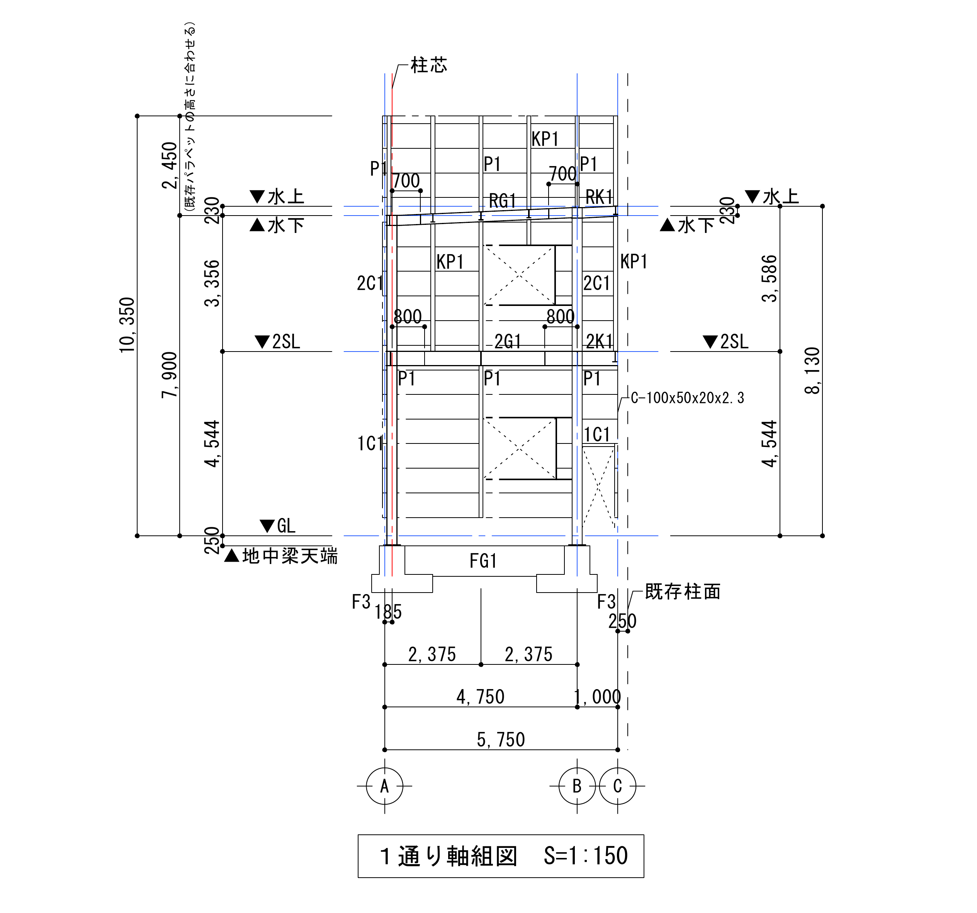 柱芯
(既存パラペットの高さに合わせる)
2,450
KP1
P1
P1
P1
700
700
▼水上
RG1
RK1
▼水上
230
230
▲水下
▲水下
KP1
KP1
3,356
2C1
2C1
3,586
10,350
800
800
▼2SL
2G1
2K1
▼2SL
7,900
8,130
P1
P1
P1
C-100x50x20x2.3
4,544
1C1
1C1
4,544
▼GL
250
▲地中梁天端
FG1
F3
F3
既存柱面
185
250
2,375
2,375
4,750
1,000
5,750
A
B
C
1通り軸組図 S=1:150